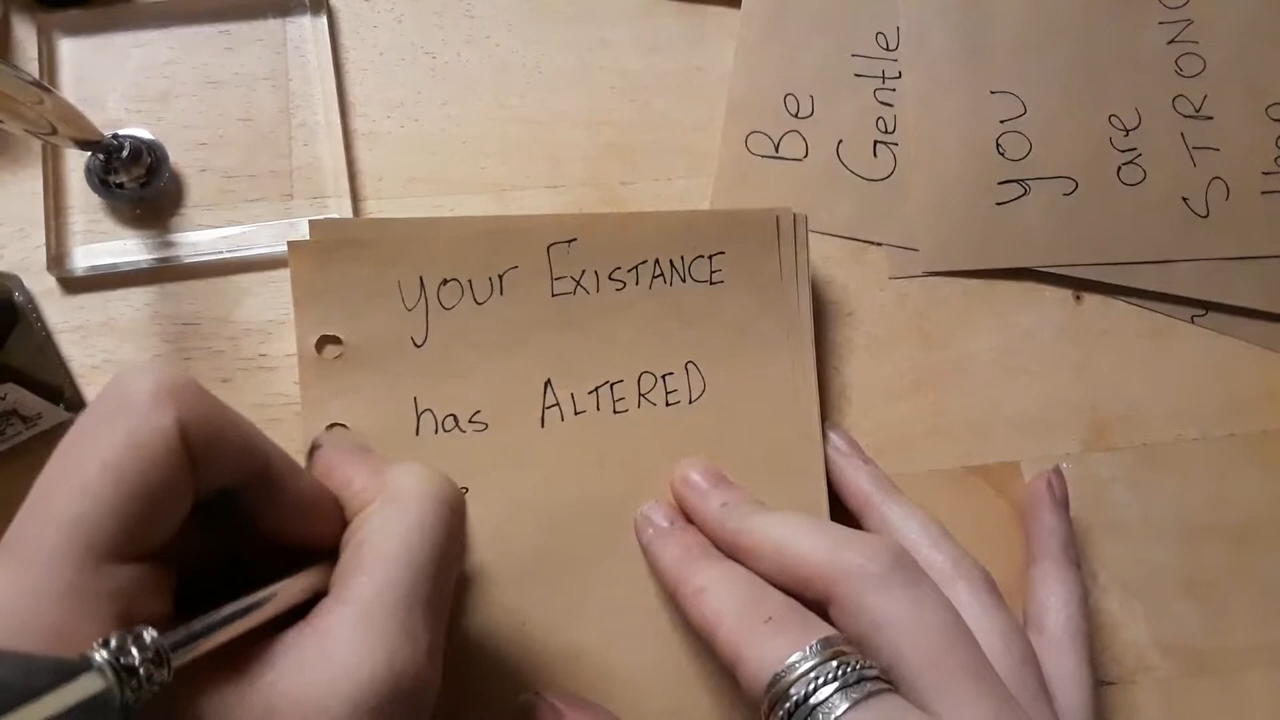 your EXISTANCE
has ALTERED
Be
Gentle
you
are
STRONG